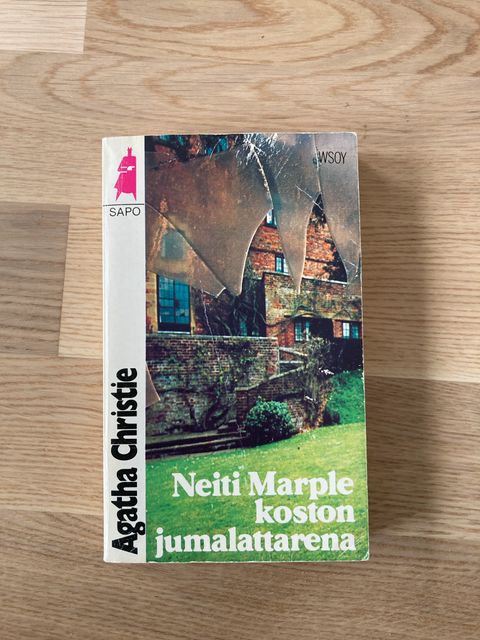 WSOY
SAPO
Agatha Christie
Neiti Marple
koston
jumalattarena